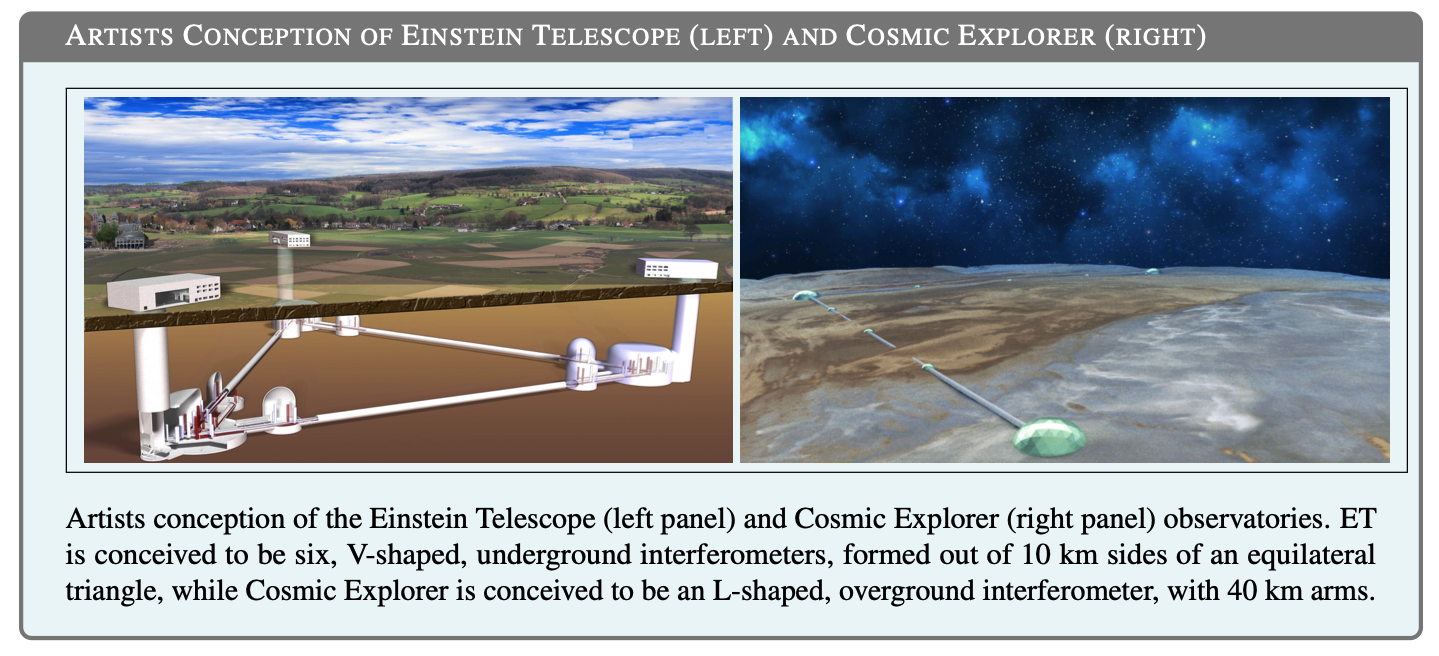 ARTISTS CONCEPTION OF EINSTEIN TELESCOPE (LEFT) AND COSMIC EXPLORER (RIGHT)
Artists conception of the Einstein Telescope (left panel) and Cosmic Explorer (right panel) observatories. ET
is conceived to be six, V-shaped, underground interferometers, formed out of 10 km sides of an equilateral
triangle, while Cosmic Explorer is conceived to be an L-shaped, overground interferometer, with 40 km arms.